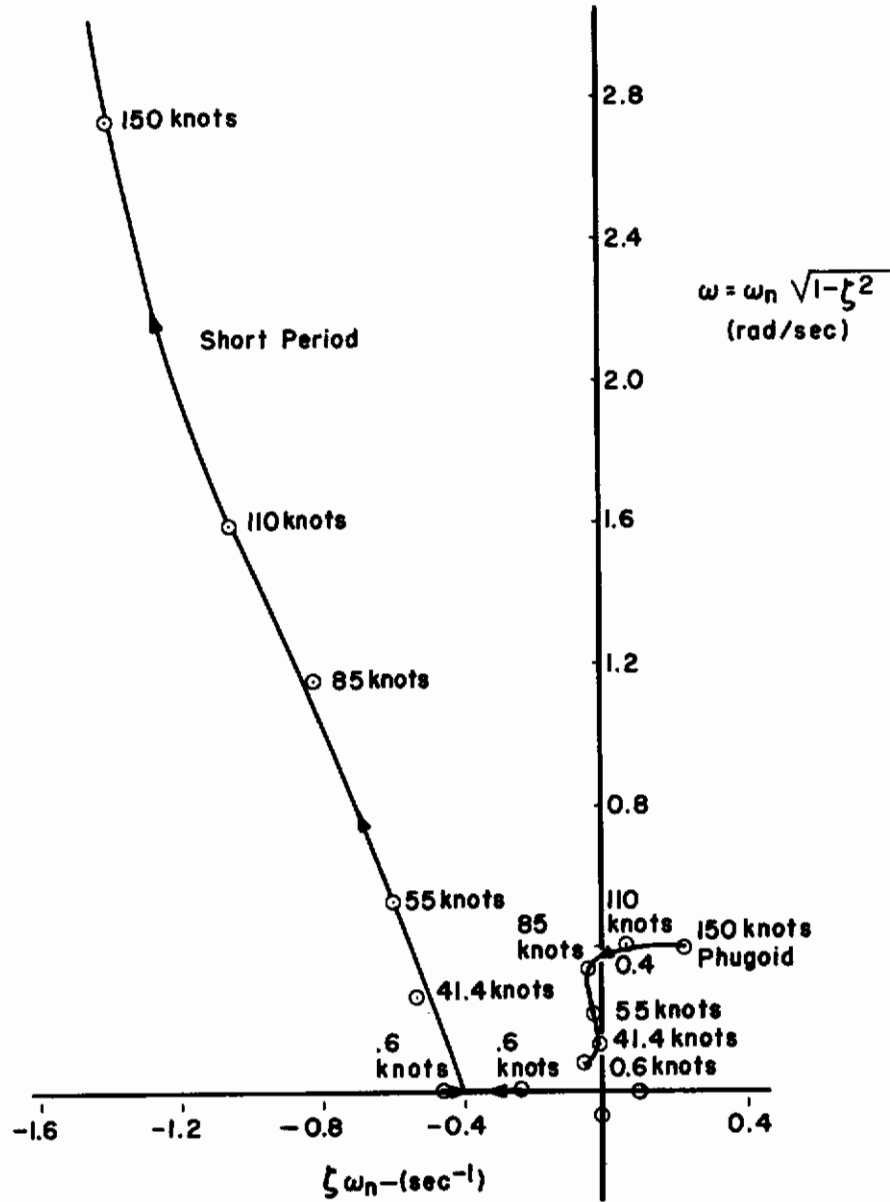 2.8
150 knots
2.4
ω = ωn √1-ζ2
(rad/sec)
Short Period
2.0
1.6
110 knots
1.2
85 knots
0.8
55 knots
110
knots
85
knots
150 knots
Phugoid
0.4
41.4 knots
55 knots
41.4 knots
.6
knots
.6
knots
0.6 knots
-1.6
-1.2
-0.8
-0.4
0
0.4
ζωn-(sec-1)